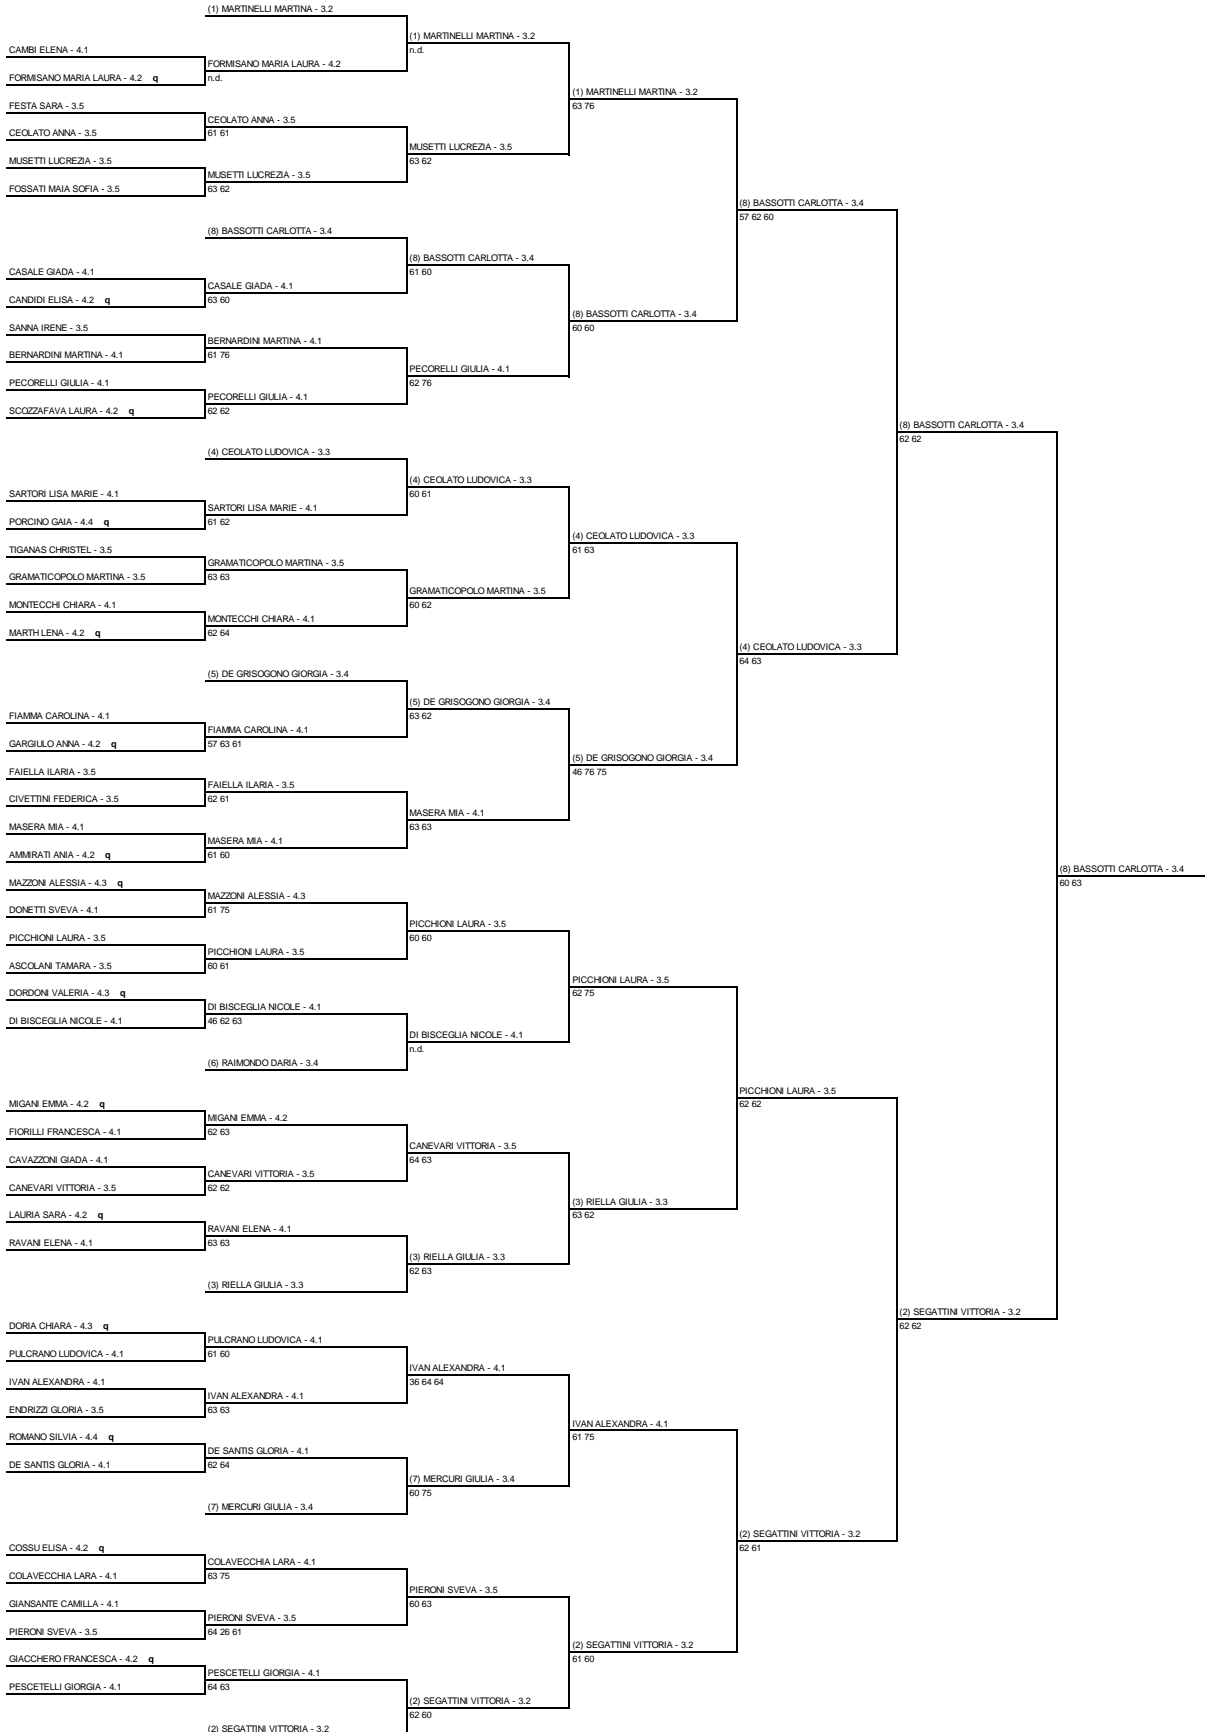 (1) MARTINELLI MARTINA - 3.2
(1) MARTINELLI MARTINA - 3.2
CAMBI ELENA - 4.1
n.d.
FORMISANO MARIA LAURA - 4.2
FORMISANO MARIA LAURA - 4.2 q
n.d.
(1) MARTINELLI MARTINA - 3.2
63 76
FESTA SARA - 3.5
CEOLATO ANNA - 3.5
CEOLATO ANNA - 3.5
61 61
MUSETTI LUCREZIA - 3.5
63 62
MUSETTI LUCREZIA - 3.5
MUSETTI LUCREZIA - 3.5
FOSSATI MAIA SOFIA - 3.5
63 62
(8) BASSOTTI CARLOTTA - 3.4
57 62 60
(8) BASSOTTI CARLOTTA - 3.4
(8) BASSOTTI CARLOTTA - 3.4
61 60
CASALE GIADA - 4.1
CASALE GIADA - 4.1
CANDIDI ELISA - 4.2 q
63 60
(8) BASSOTTI CARLOTTA - 3.4
60 60
SANNA IRENE - 3.5
BERNARDINI MARTINA - 4.1
BERNARDINI MARTINA - 4.1
61 76
PECORELLI GIULIA - 4.1
62 76
PECORELLI GIULIA - 4.1
PECORELLI GIULIA - 4.1
SCOZZAFAVA LAURA - 4.2 q
62 62
(8) BASSOTTI CARLOTTA - 3.4
62 62
(4) CEOLATO LUDOVICA - 3.3
(4) CEOLATO LUDOVICA - 3.3
60 61
SARTORI LISA MARIE - 4.1
SARTORI LISA MARIE - 4.1
PORCINO GAIA - 4.4 q
61 62
(4) CEOLATO LUDOVICA - 3.3
61 63
TIGANAS CHRISTEL - 3.5
GRAMATICOPOLO MARTINA - 3.5
GRAMATICOPOLO MARTINA - 3.5
63 63
GRAMATICOPOLO MARTINA - 3.5
60 62
MONTECCHI CHIARA - 4.1
MONTECCHI CHIARA - 4.1
MARTH LENA - 4.2 q
62 64
(4) CEOLATO LUDOVICA - 3.3
64 63
(5) DE GRISOGONO GIORGIA - 3.4
(5) DE GRISOGONO GIORGIA - 3.4
63 62
FIAMMA CAROLINA - 4.1
FIAMMA CAROLINA - 4.1
GARGIULO ANNA - 4.2 q
57 63 61
(5) DE GRISOGONO GIORGIA - 3.4
46 76 75
FAIELLA ILARIA - 3.5
FAIELLA ILARIA - 3.5
CIVETTINI FEDERICA - 3.5
62 61
MASERA MIA - 4.1
63 63
MASERA MIA - 4.1
MASERA MIA - 4.1
AMMIRATI ANIA - 4.2 q
61 60
(8) BASSOTTI CARLOTTA - 3.4
60 63
MAZZONI ALESSIA - 4.3 q
MAZZONI ALESSIA - 4.3
DONETTI SVEVA - 4.1
61 75
PICCHIONI LAURA - 3.5
60 60
PICCHIONI LAURA - 3.5
PICCHIONI LAURA - 3.5
ASCOLANI TAMARA - 3.5
60 61
PICCHIONI LAURA - 3.5
62 75
DORDONI VALERIA - 4.3 q
DI BISCEGLIA NICOLE - 4.1
DI BISCEGLIA NICOLE - 4.1
46 62 63
DI BISCEGLIA NICOLE - 4.1
n.d.
(6) RAIMONDO DARIA - 3.4
PICCHIONI LAURA - 3.5
62 62
MIGANI EMMA - 4.2 q
MIGANI EMMA - 4.2
FIORILLI FRANCESCA - 4.1
62 63
CANEVARI VITTORIA - 3.5
64 63
CAVAZZONI GIADA - 4.1
CANEVARI VITTORIA - 3.5
CANEVARI VITTORIA - 3.5
62 62
(3) RIELLA GIULIA - 3.3
63 62
LAURIA SARA - 4.2 q
RAVANI ELENA - 4.1
RAVANI ELENA - 4.1
63 63
(3) RIELLA GIULIA - 3.3
62 63
(3) RIELLA GIULIA - 3.3
(2) SEGATTINI VITTORIA - 3.2
62 62
DORIA CHIARA - 4.3 q
PULCRANO LUDOVICA - 4.1
PULCRANO LUDOVICA - 4.1
61 60
IVAN ALEXANDRA - 4.1
36 64 64
IVAN ALEXANDRA - 4.1
IVAN ALEXANDRA - 4.1
ENDRIZZI GLORIA - 3.5
63 63
IVAN ALEXANDRA - 4.1
61 75
ROMANO SILVIA - 4.4 q
DE SANTIS GLORIA - 4.1
DE SANTIS GLORIA - 4.1
62 64
(7) MERCURI GIULIA - 3.4
60 75
(7) MERCURI GIULIA - 3.4
(2) SEGATTINI VITTORIA - 3.2
62 61
COSSU ELISA - 4.2 q
COLAVECCHIA LARA - 4.1
COLAVECCHIA LARA - 4.1
63 75
PIERONI SVEVA - 3.5
60 63
GIANSANTE CAMILLA - 4.1
PIERONI SVEVA - 3.5
PIERONI SVEVA - 3.5
64 26 61
(2) SEGATTINI VITTORIA - 3.2
61 60
GIACCHERO FRANCESCA - 4.2 q
PESCETELLI GIORGIA - 4.1
PESCETELLI GIORGIA - 4.1
64 63
(2) SEGATTINI VITTORIA - 3.2
62 60
(2) SEGATTINI VITTORIA - 3.2